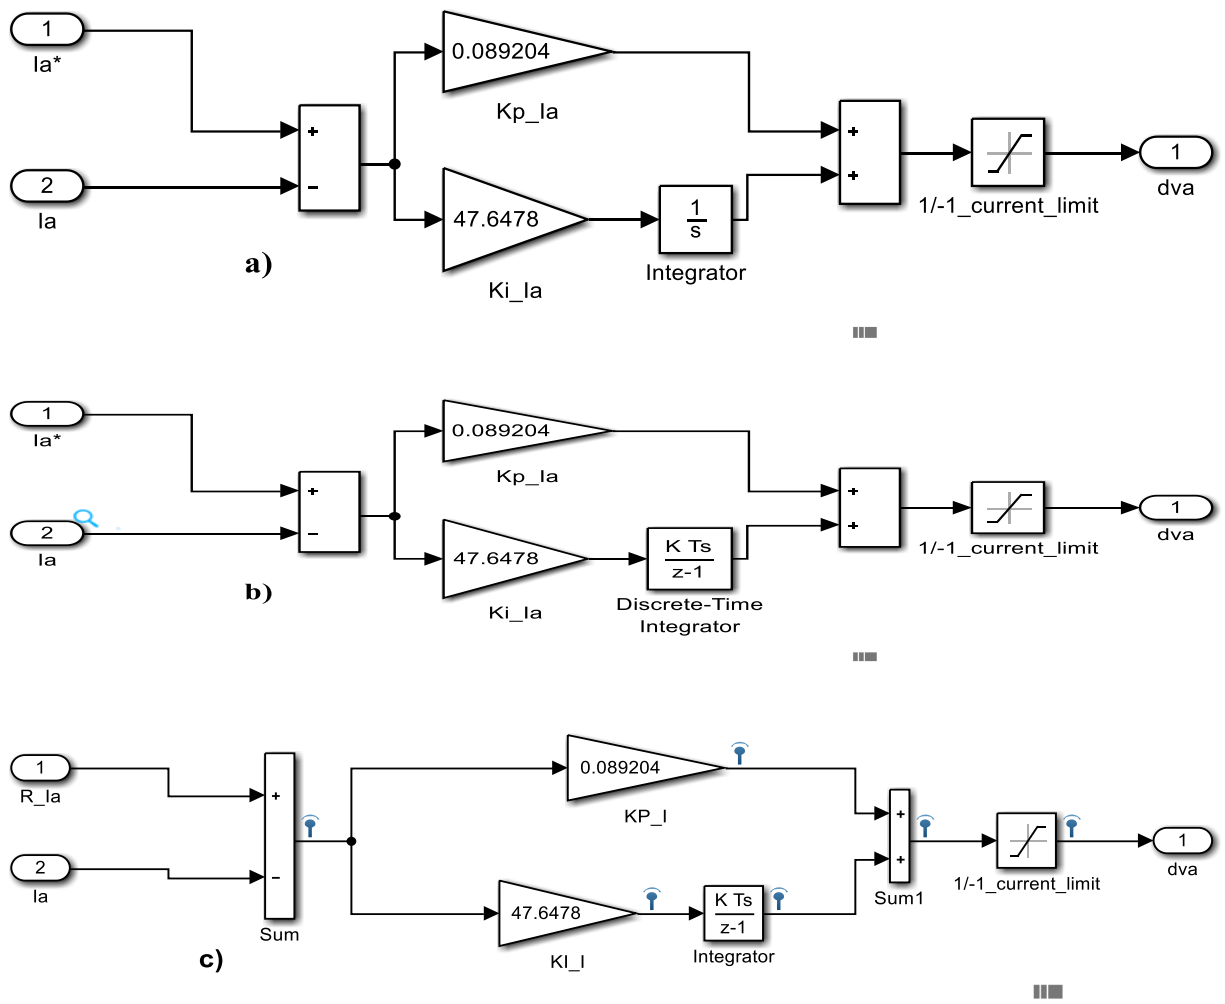 1
Ia*
2
Ia
+
−
0.089204
Kp_Ia
47.6478
Ki_Ia
1
s
Integrator
+
+
1/-1_current_limit
1
dva
a)
1
Ia*
2
Ia
+
−
0.089204
Kp_Ia
47.6478
Ki_Ia
K Ts
z-1
Discrete-Time
Integrator
+
+
1/-1_current_limit
1
dva
b)
1
R_Ia
2
Ia
+
−
Sum
0.089204
KP_I
47.6478
KI_I
K Ts
z-1
Integrator
+
+
Sum1
1/-1_current_limit
1
dva
c)